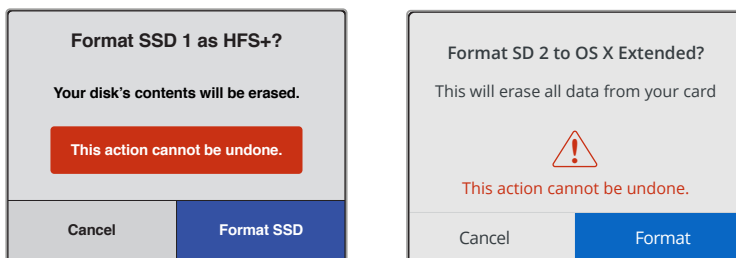 Format SSD 1 as HFS+?
Your disk's contents will be erased.
This action cannot be undone.
Cancel
Format SSD
Format SD 2 to OS X Extended?
This will erase all data from your card
This action cannot be undone.
Cancel
Format